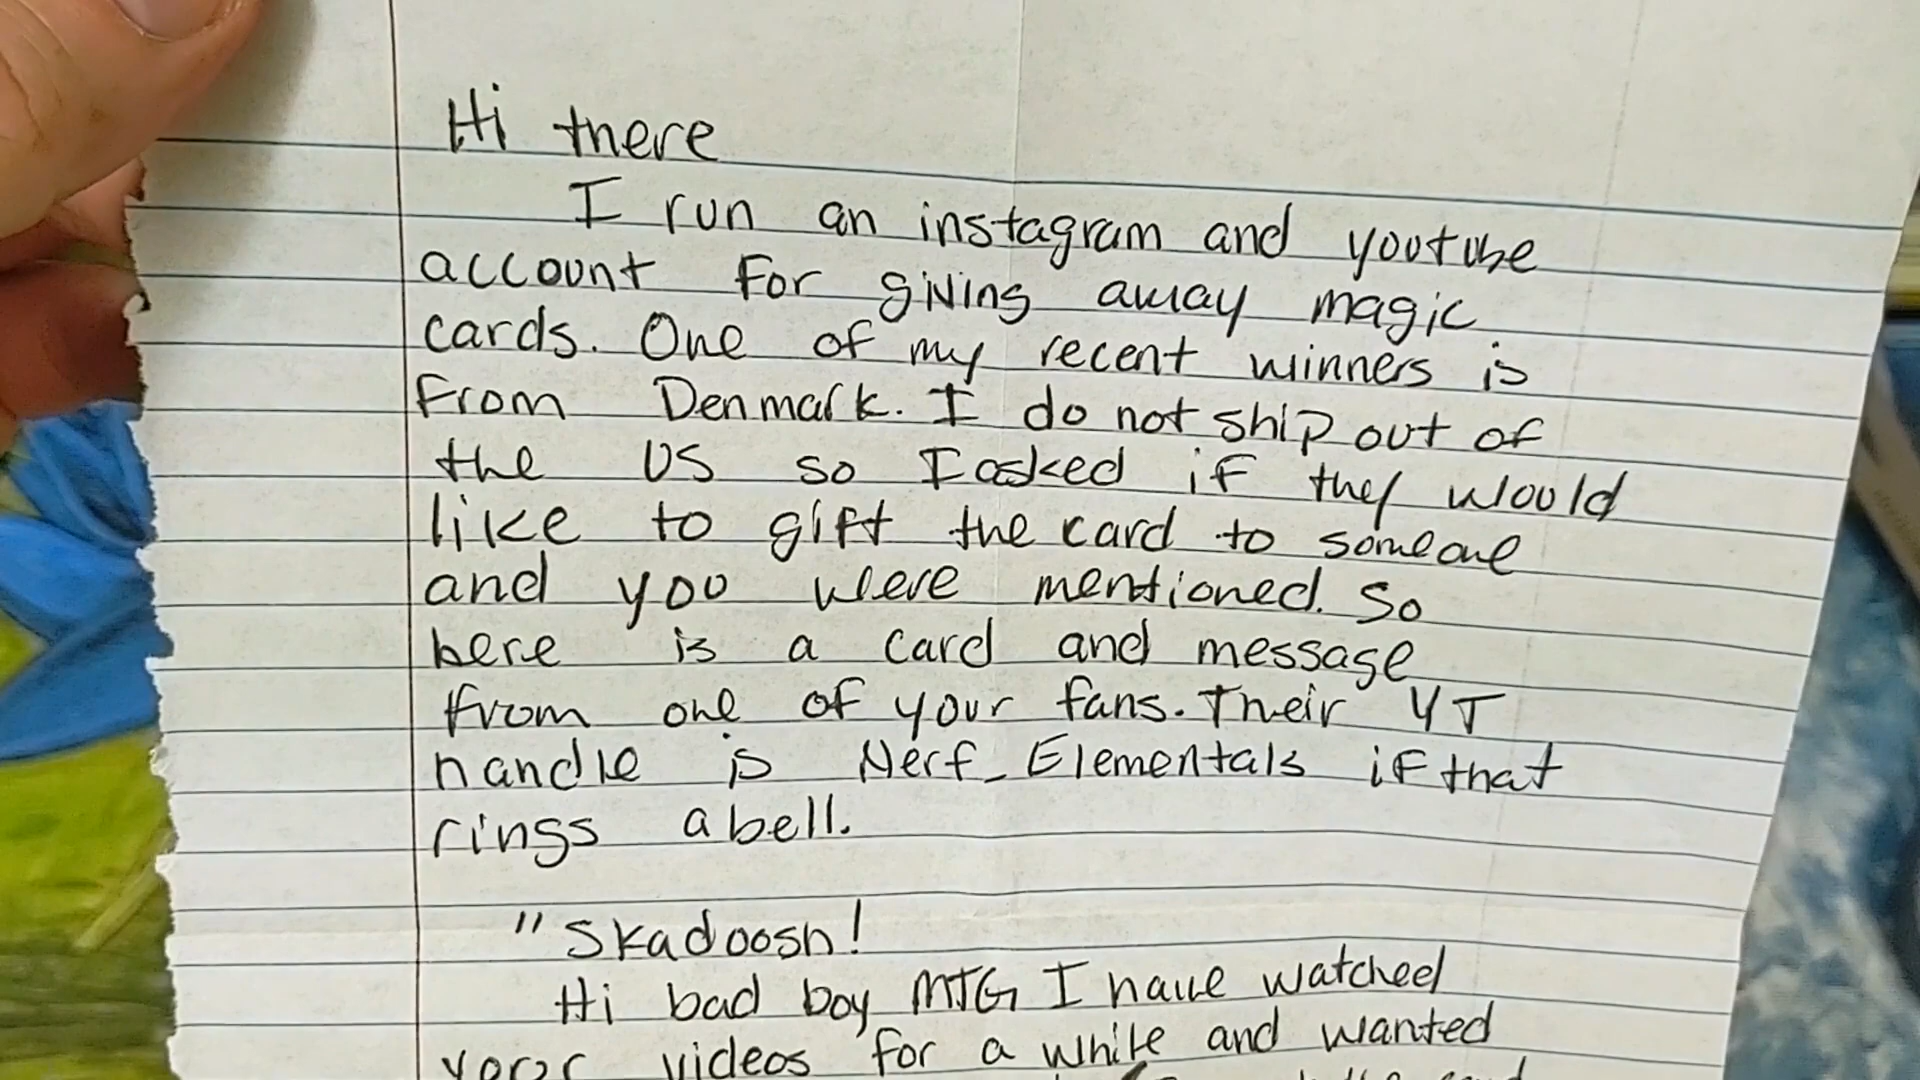 Hi there
I run an instagram and youtube
account for giving away magic
cards. One of my recent winners is
from Denmark. I do not ship out of
the US so I asked if they would
like to gift the card to someone
and you were mentioned. So
here is a card and message
from one of your fans. Their YT
handle is Nerf_Elementals if that
rings a bell.
"Skadoosh!
Hi bad boy MTG I have watched
your videos for a while and wanted